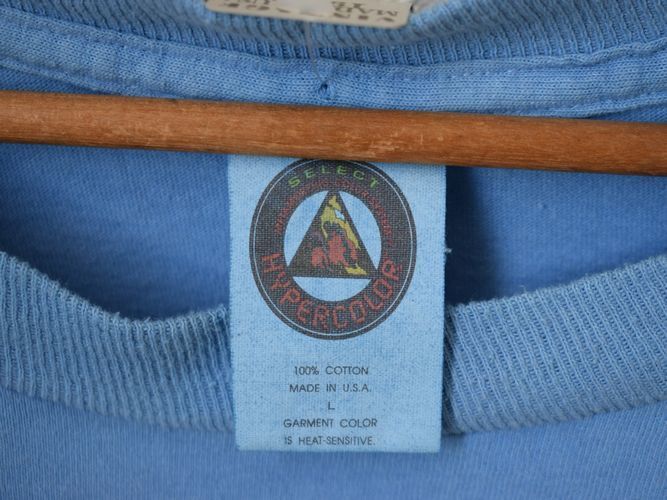 SELECT
HYPERCOLOR
100% COTTON
MADE IN U.S.A.
L
GARMENT COLOR
IS HEAT-SENSITIVE.